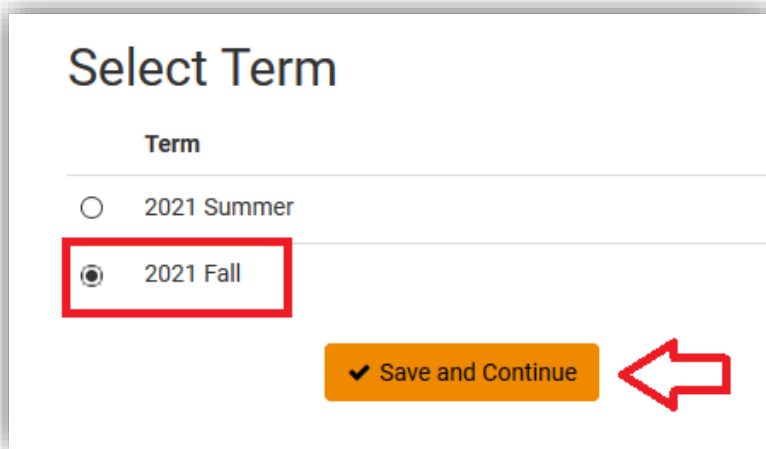 Select Term
Term
2021 Summer
2021 Fall
Save and Continue